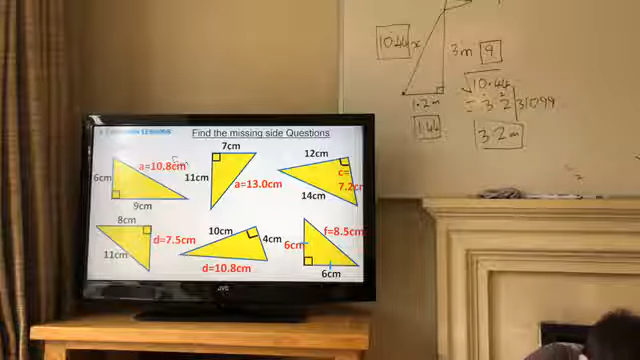 10.44
x
3m
9
√10.44
1.2m
1.44
3.2m
Find the missing side Questions
6cm
a=10.8cm
9cm
7cm
11cm
a=13.0cm
12cm
c=
7.2cm
14cm
8cm
11cm
d=7.5cm
10cm
4cm
d=10.8cm
6cm
f=8.5cm
6cm
JVC